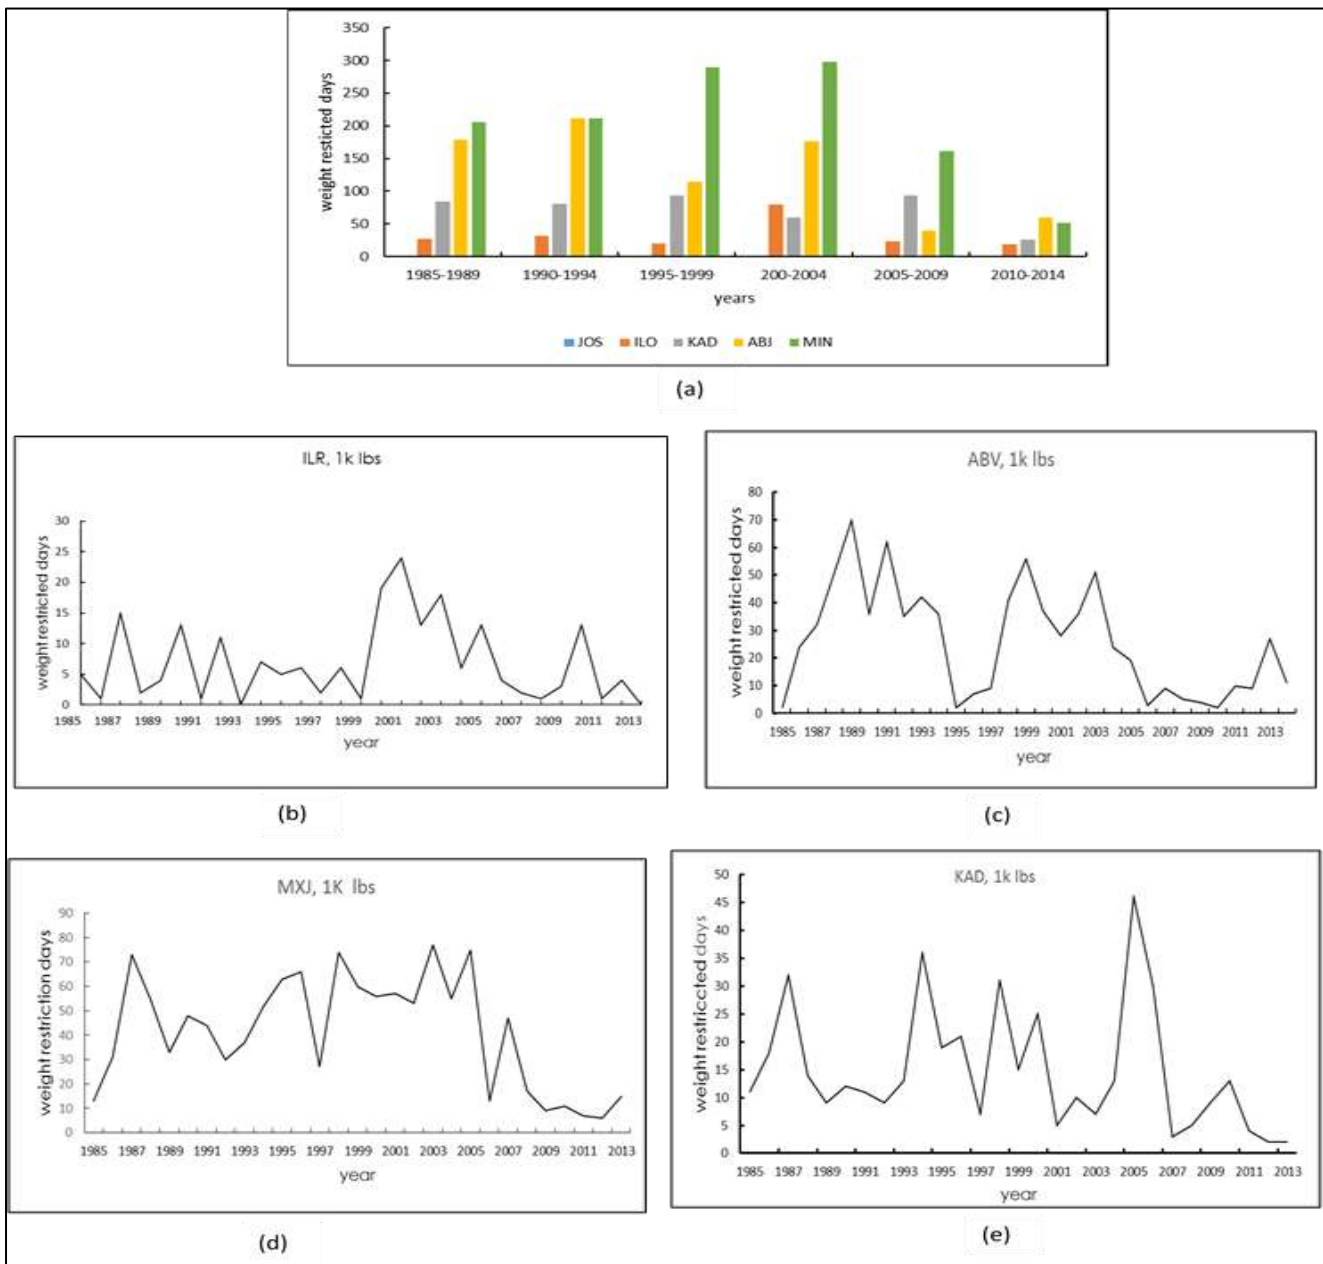 350
300
250
200
150
100
50
0
weight resticted days
1985-1989 1990-1994 1995-1999 200-2004 2005-2009 2010-2014
years
JOS ILO KAD ABJ MIN
(a)
ILR, 1k lbs
30
25
20
15
10
5
0
weight restricted days
1985 1987 1989 1991 1993 1995 1997 1999 2001 2003 2005 2007 2009 2011 2013
year
(b)
ABV, 1k lbs
80
70
60
50
40
30
20
10
0
weight restricted days
1985 1987 1989 1991 1993 1995 1997 1999 2001 2003 2005 2007 2009 2011 2013
year
(c)
MXJ, 1K lbs
90
80
70
60
50
40
30
20
10
0
weight restriction days
1985 1987 1989 1991 1993 1995 1997 1999 2001 2003 2005 2007 2009 2011 2013
year
(d)
KAD, 1k lbs
50
45
40
35
30
25
20
15
10
5
0
weight restriccted days
1985 1987 1989 1991 1993 1995 1997 1999 2001 2003 2005 2007 2009 2011 2013
year
(e)